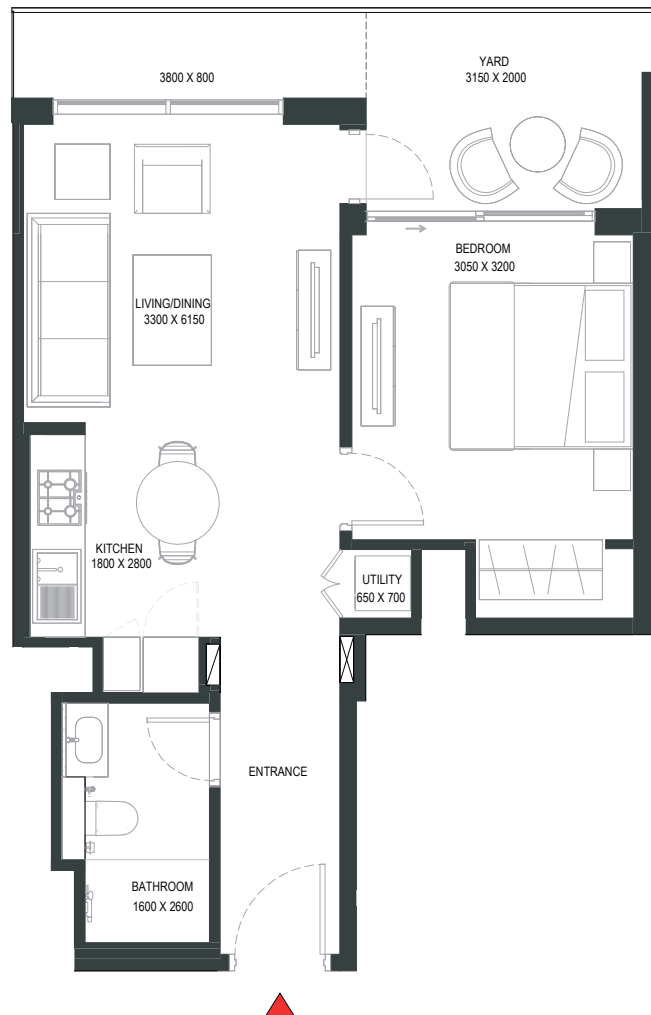 YARD
3150 X 2000
3800 X 800
BEDROOM
3050 X 3200
LIVING/DINING
3300 X 6150
KITCHEN
1800 X 2800
UTILITY
650 X 700
ENTRANCE
BATHROOM
1600 X 2600